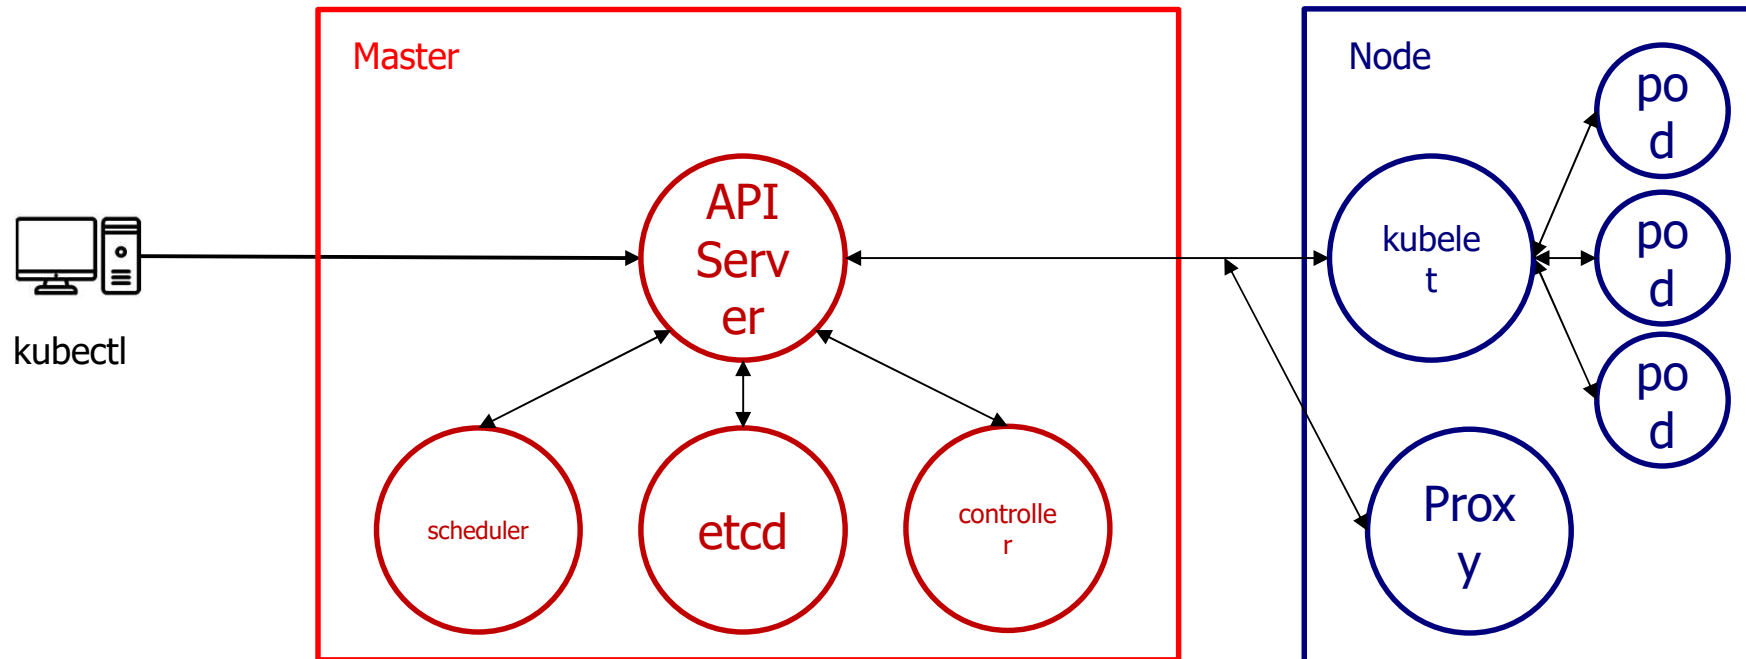 Master
Node
kubectl
API
Serv
er
scheduler
etcd
controlle
r
kubele
t
po
d
po
d
po
d
Prox
y